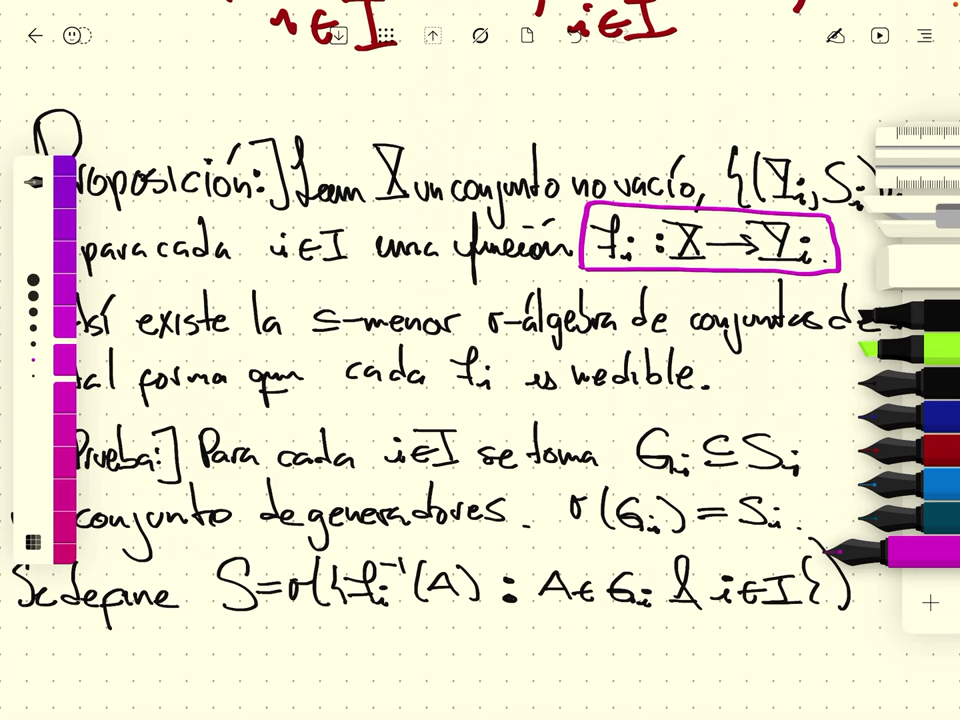 i∈I i∈I
Proposición:] Sean X un conjunto no vacío, {(Yi, Si)
para cada i∈I una función fi : X → Yi.
Así existe la ⊆-menor σ-álgebra de conjuntos de
tal forma que cada fi es medible.
Prueba:] Para cada i∈I se toma Gi ⊆ Si
conjunto de generadores. σ(Gi) = Si.
Se define S=σ({fi⁻¹(A) : A∈Gi & i∈I})